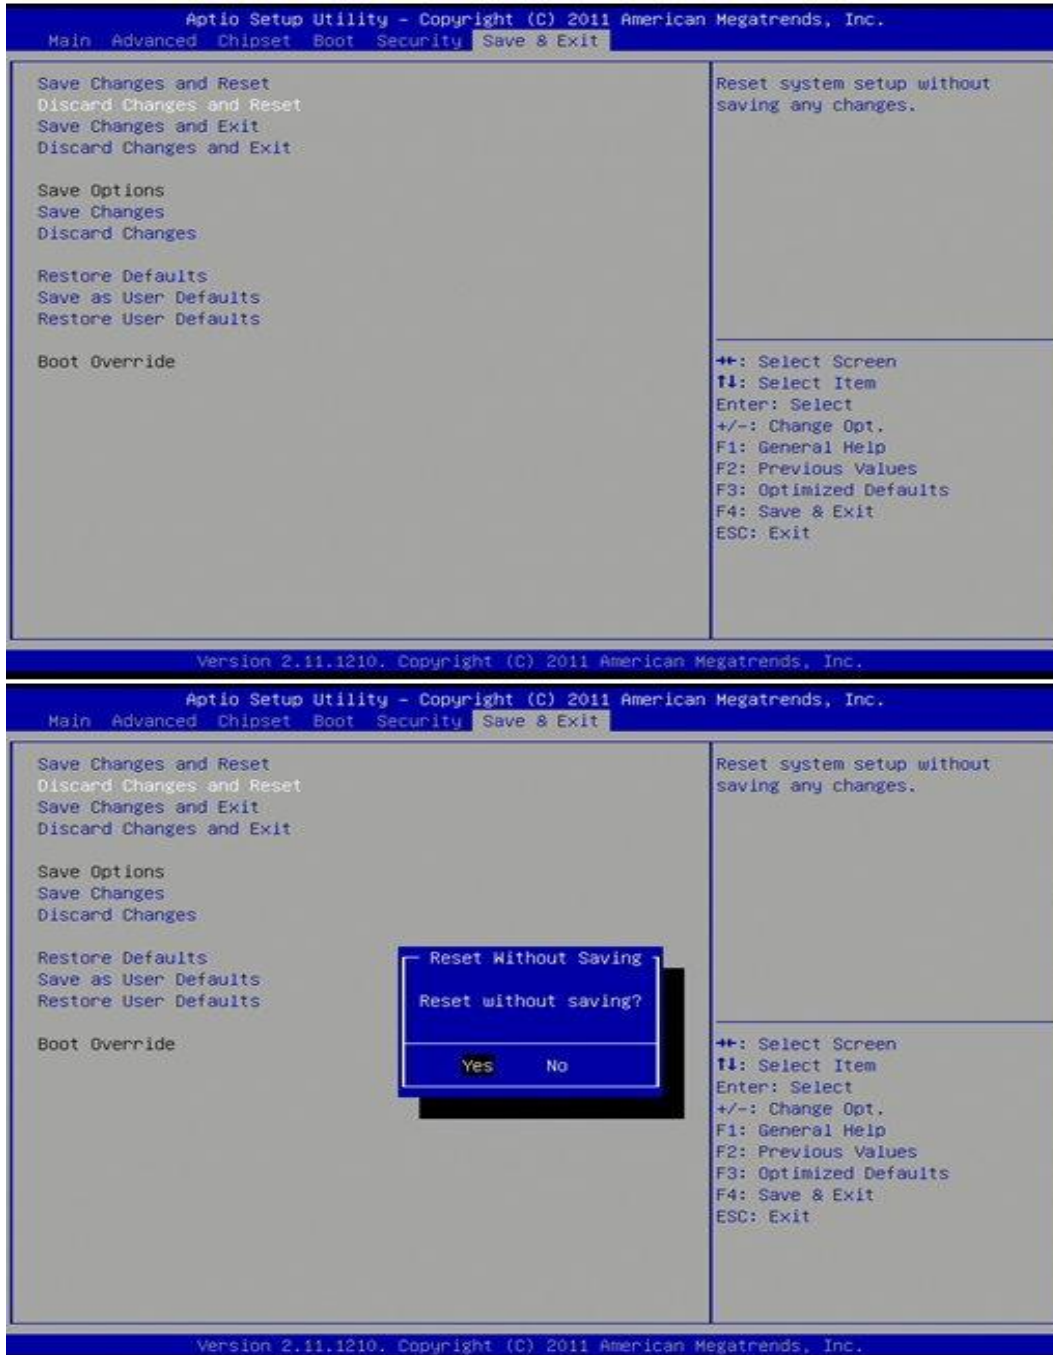 Aptio Setup Utility - Copyright (C) 2011 American Megatrends, Inc.
Main Advanced Chipset Boot Security Save & Exit
Save Changes and Reset
Discard Changes and Reset
Save Changes and Exit
Discard Changes and Exit
Save Options
Save Changes
Discard Changes
Restore Defaults
Save as User Defaults
Restore User Defaults
Boot Override
Reset system setup without
saving any changes.
→←: Select Screen
↑↓: Select Item
Enter: Select
+/-: Change Opt.
F1: General Help
F2: Previous Values
F3: Optimized Defaults
F4: Save & Exit
ESC: Exit
Version 2.11.1210. Copyright (C) 2011 American Megatrends, Inc.
Aptio Setup Utility - Copyright (C) 2011 American Megatrends, Inc.
Main Advanced Chipset Boot Security Save & Exit
Save Changes and Reset
Discard Changes and Reset
Save Changes and Exit
Discard Changes and Exit
Save Options
Save Changes
Discard Changes
Restore Defaults
Save as User Defaults
Restore User Defaults
Boot Override
Reset Without Saving
Reset without saving?
Yes No
Reset system setup without
saving any changes.
→←: Select Screen
↑↓: Select Item
Enter: Select
+/-: Change Opt.
F1: General Help
F2: Previous Values
F3: Optimized Defaults
F4: Save & Exit
ESC: Exit
Version 2.11.1210. Copyright (C) 2011 American Megatrends, Inc.